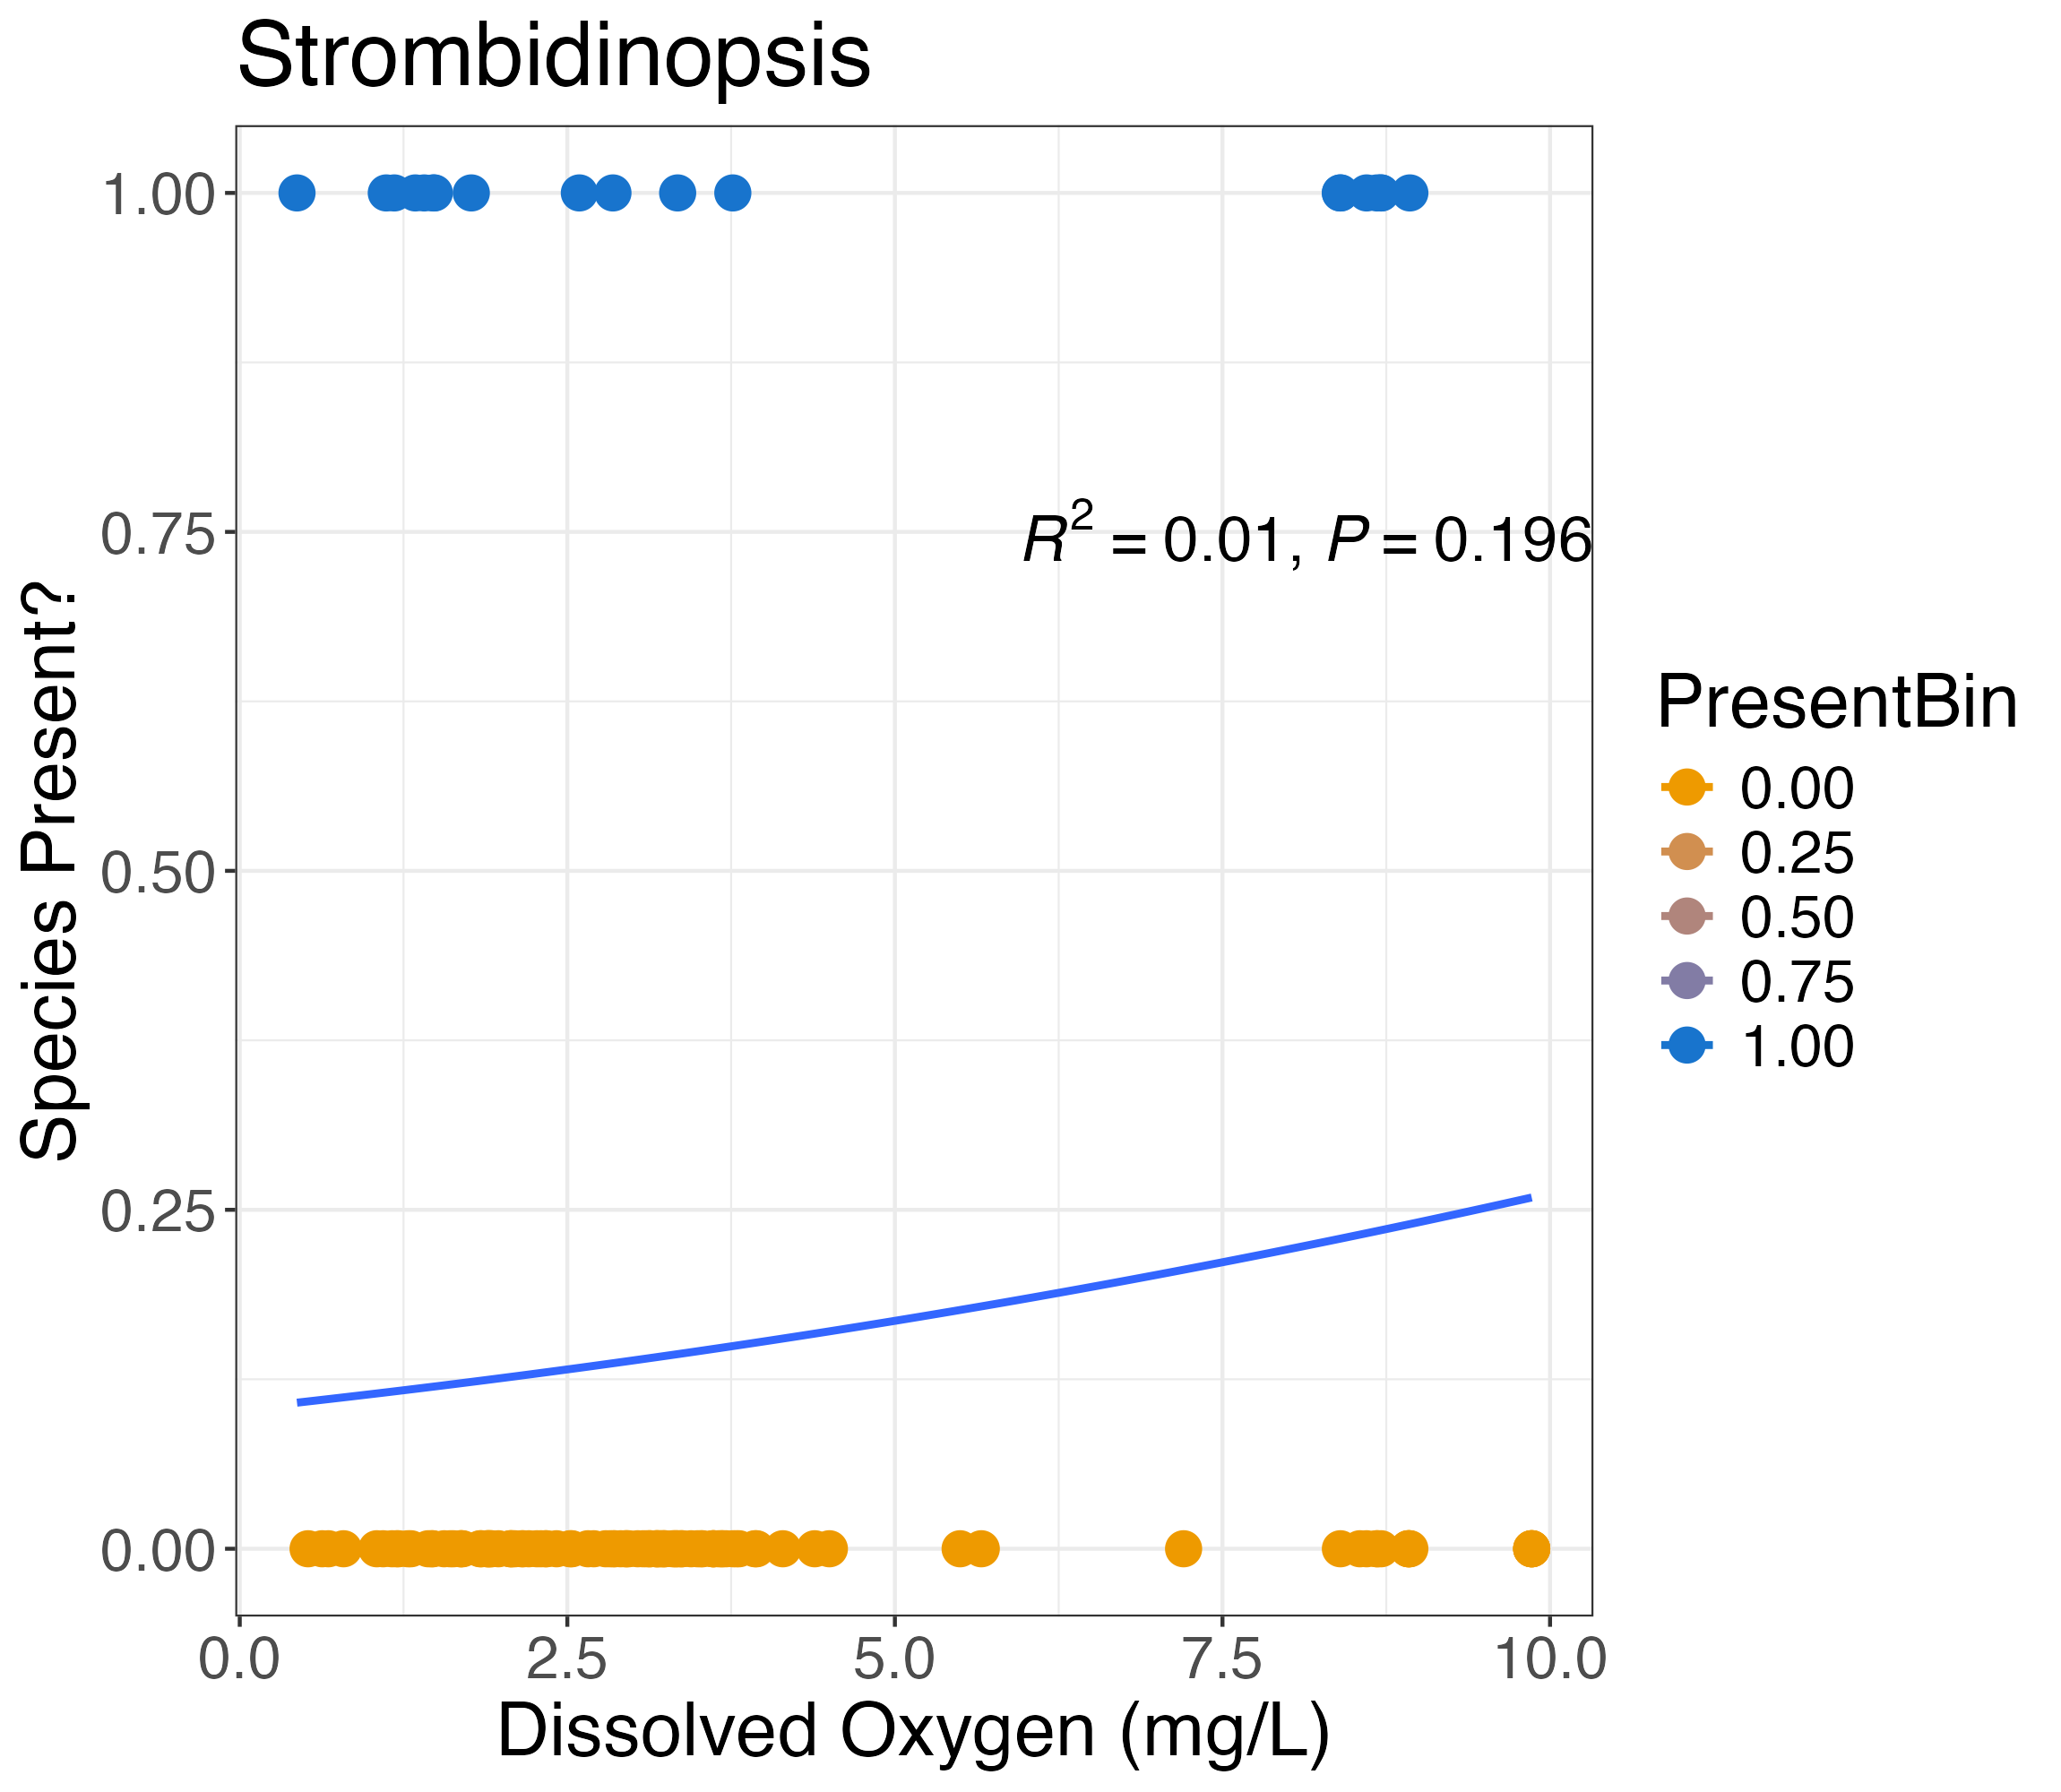 Strombidinopsis
1.00
0.75
0.50
0.25
0.00
Species Present?
R² = 0.01, P = 0.196
0.0 2.5 5.0 7.5 10.0
Dissolved Oxygen (mg/L)
PresentBin
0.00
0.25
0.50
0.75
1.00